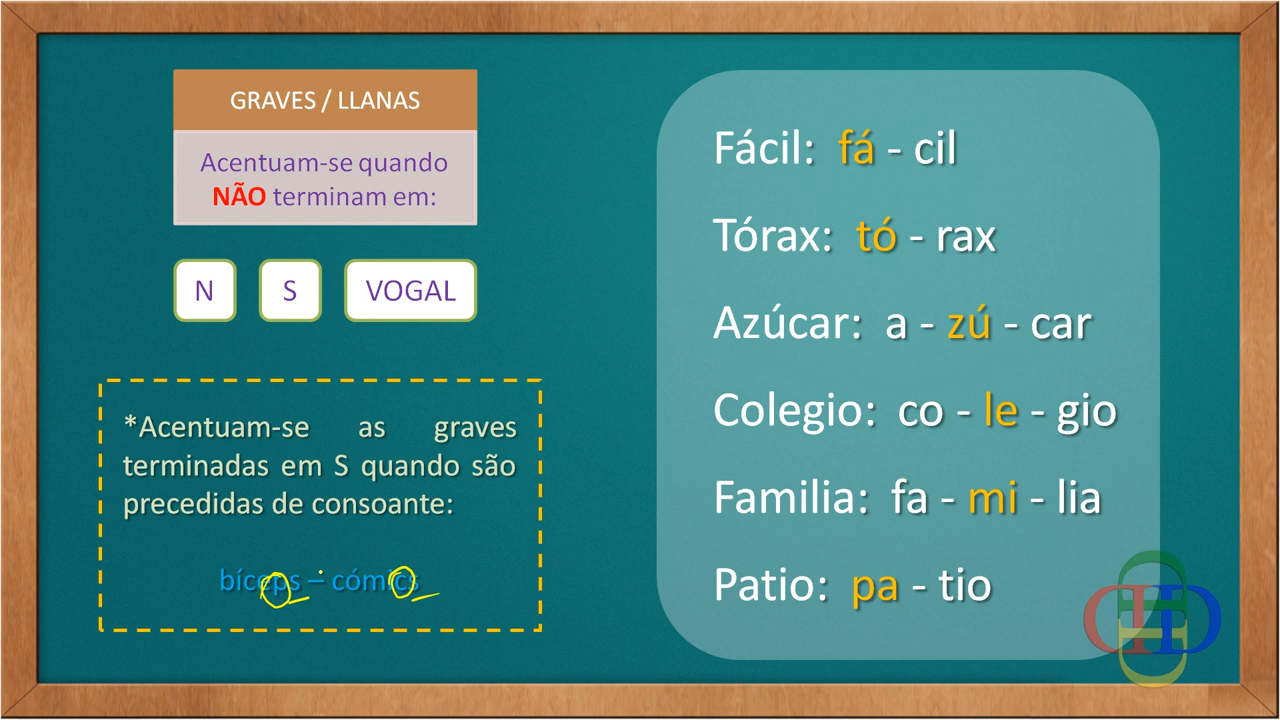 GRAVES / LLANAS
Acentuam-se quando
NÃO terminam em:
N S VOGAL
*Acentuam-se as graves
terminadas em S quando são
precedidas de consoante:
bíceps – cómics
Fácil: fá - cil
Tórax: tó - rax
Azúcar: a - zú - car
Colegio: co - le - gio
Familia: fa - mi - lia
Patio: pa - tio